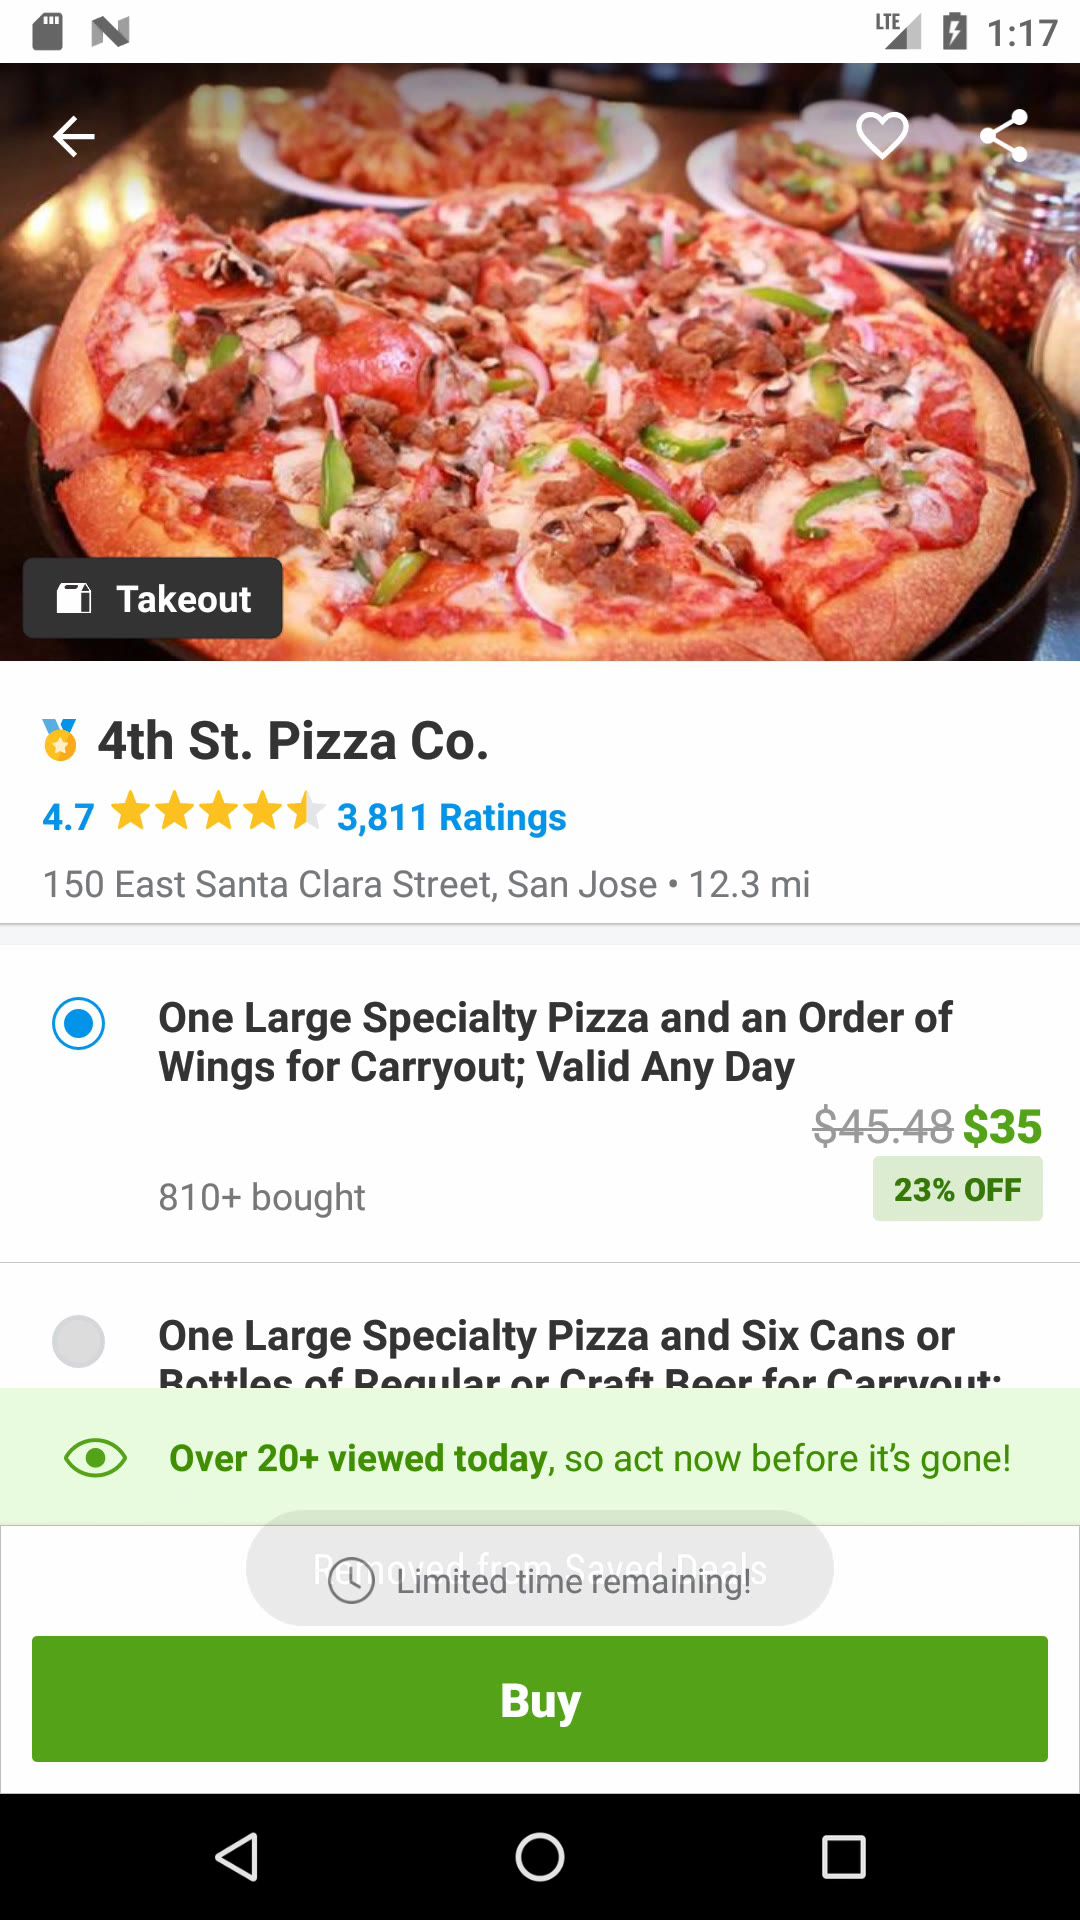 LTE
1:17
Takeout
4th St. Pizza Co.
4.7 3,811 Ratings
150 East Santa Clara Street, San Jose • 12.3 mi
One Large Specialty Pizza and an Order of
Wings for Carryout; Valid Any Day
$45.48 $35
810+ bought
23% OFF
One Large Specialty Pizza and Six Cans or
Bottles of Regular or Craft Beer for Carryout;
Over 20+ viewed today, so act now before it's gone!
Removed from Saved Deals
Limited time remaining!
Buy